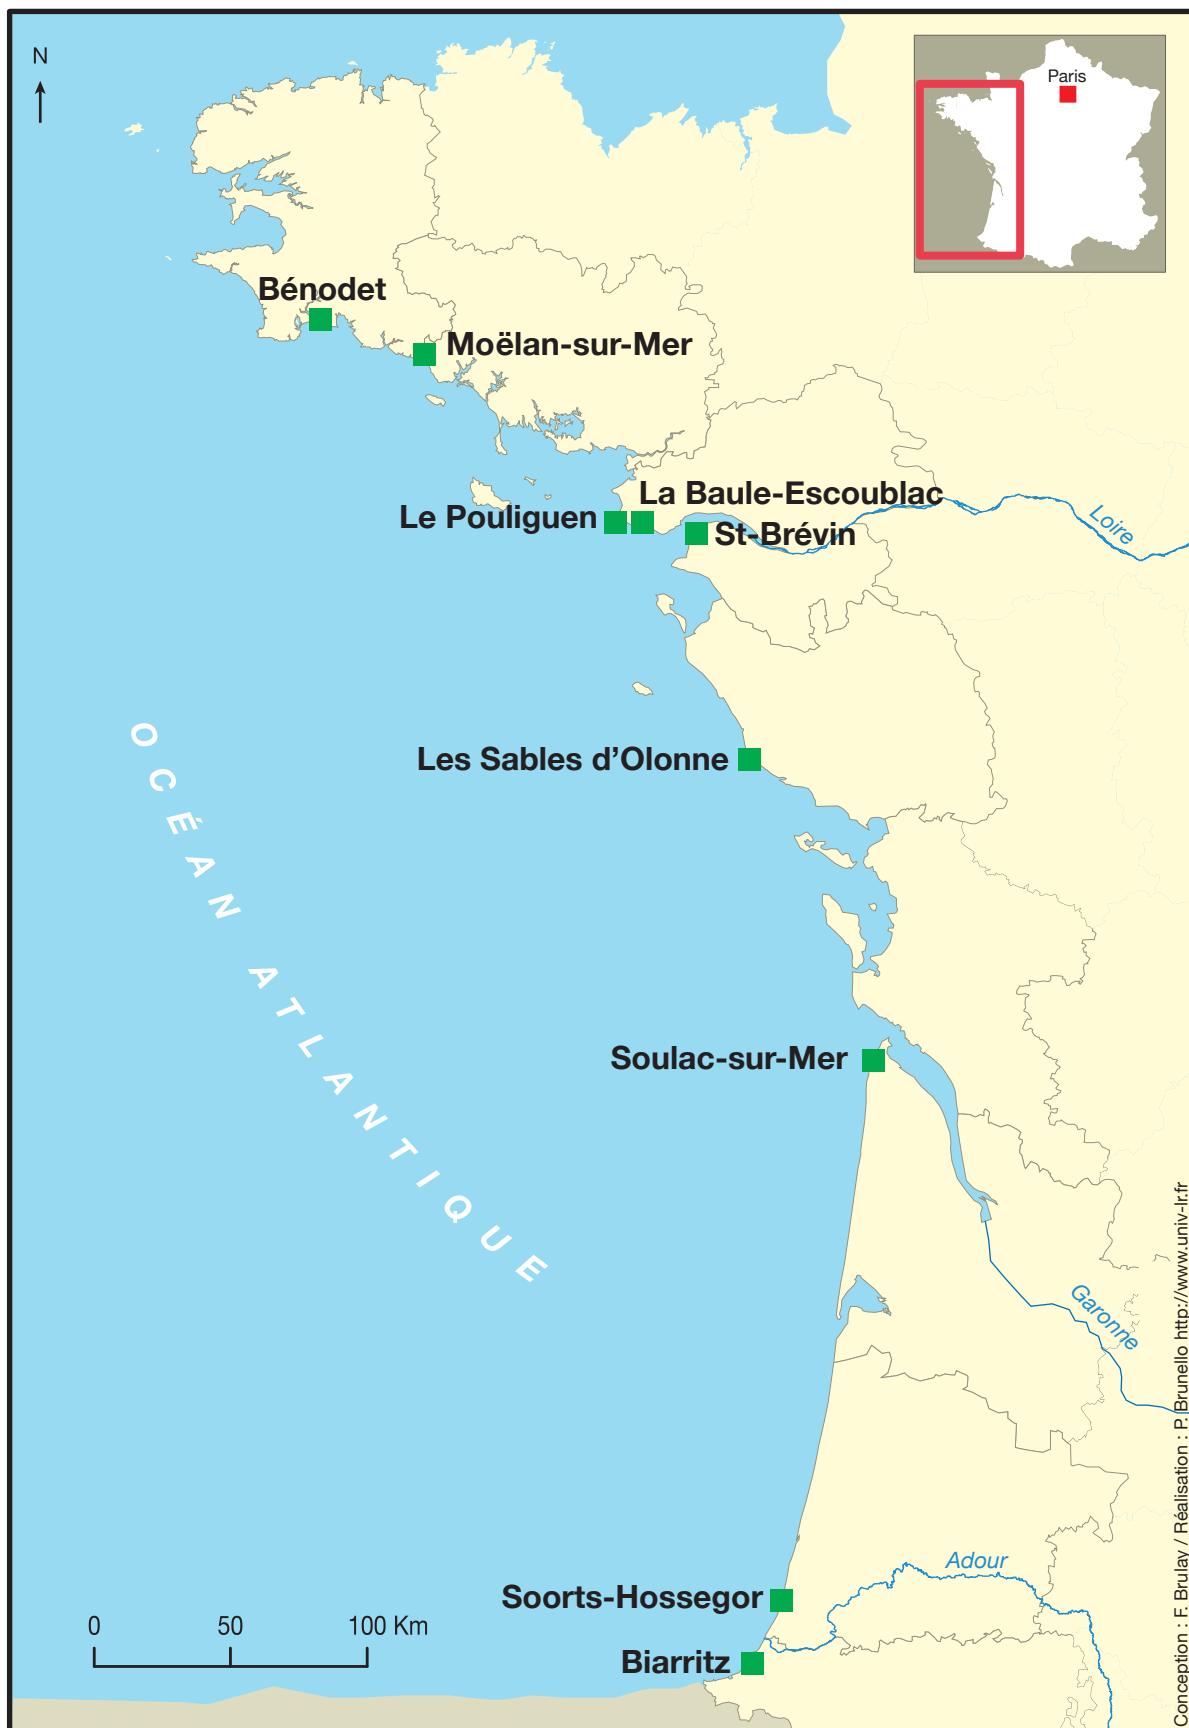 N
Paris
Bénodet
Moëlan-sur-Mer
La Baule-Escoublac
Le Pouliguen
St-Brévin
Loire
Les Sables d’Olonne
OCÉAN ATLANTIQUE
Soulac-sur-Mer
Garonne
Adour
Soorts-Hossegor
0 50 100 Km
Biarritz
Conception : F. Brulay / Réalisation : P. Brunello http://www.univ-lr.fr